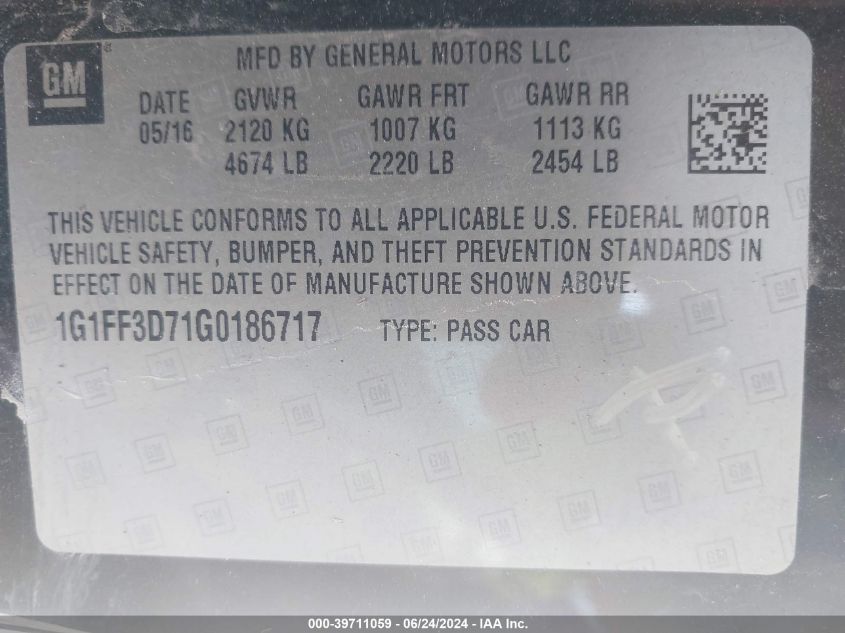 GM
MFD BY GENERAL MOTORS LLC
DATE GVWR GAWR FRT GAWR RR
05/16 2120 KG 1007 KG 1113 KG
4674 LB 2220 LB 2454 LB
THIS VEHICLE CONFORMS TO ALL APPLICABLE U.S. FEDERAL MOTOR
VEHICLE SAFETY, BUMPER, AND THEFT PREVENTION STANDARDS IN
EFFECT ON THE DATE OF MANUFACTURE SHOWN ABOVE.
1G1FF3D71G0186717 TYPE: PASS CAR
000-39711059 / 06/24/2024 - IAA Inc.